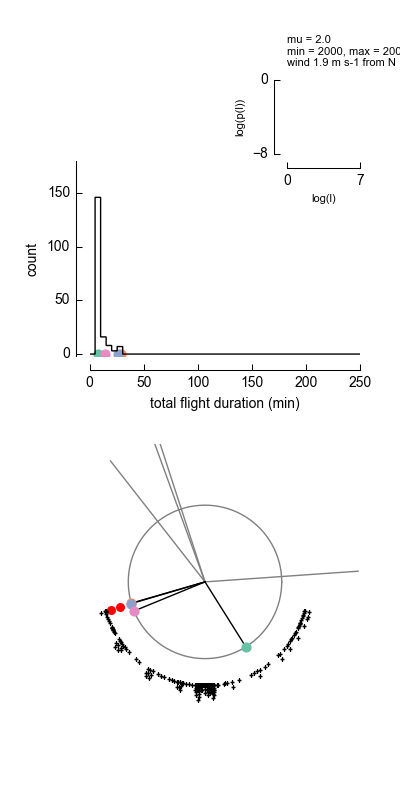 mu = 2.0
min = 2000, max = 200
wind 1.9 m s-1 from N
0
log(p(l))
−8
0 7
log(l)
150
100
count
50
0
0 50 100 150 200 250
total flight duration (min)